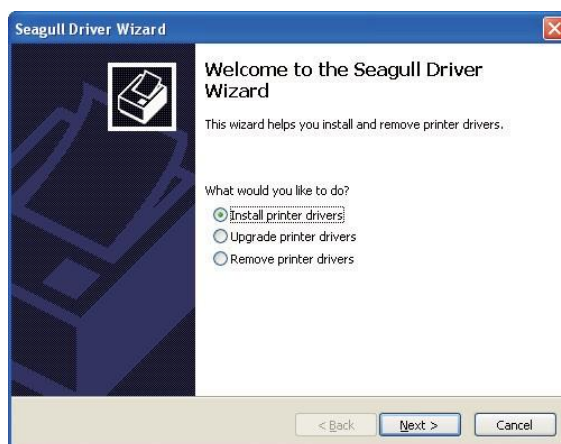 Seagull Driver Wizard
Welcome to the Seagull Driver
Wizard
This wizard helps you install and remove printer drivers.
What would you like to do?
Install printer drivers
Upgrade printer drivers
Remove printer drivers
< Back
Next >
Cancel